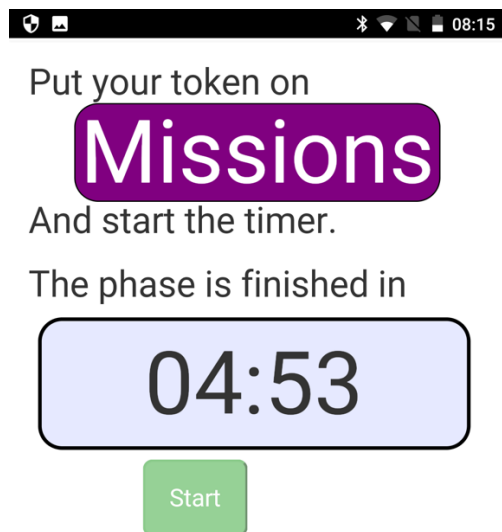 08:15
Put your token on
Missions
And start the timer.
The phase is finished in
04:53
Start